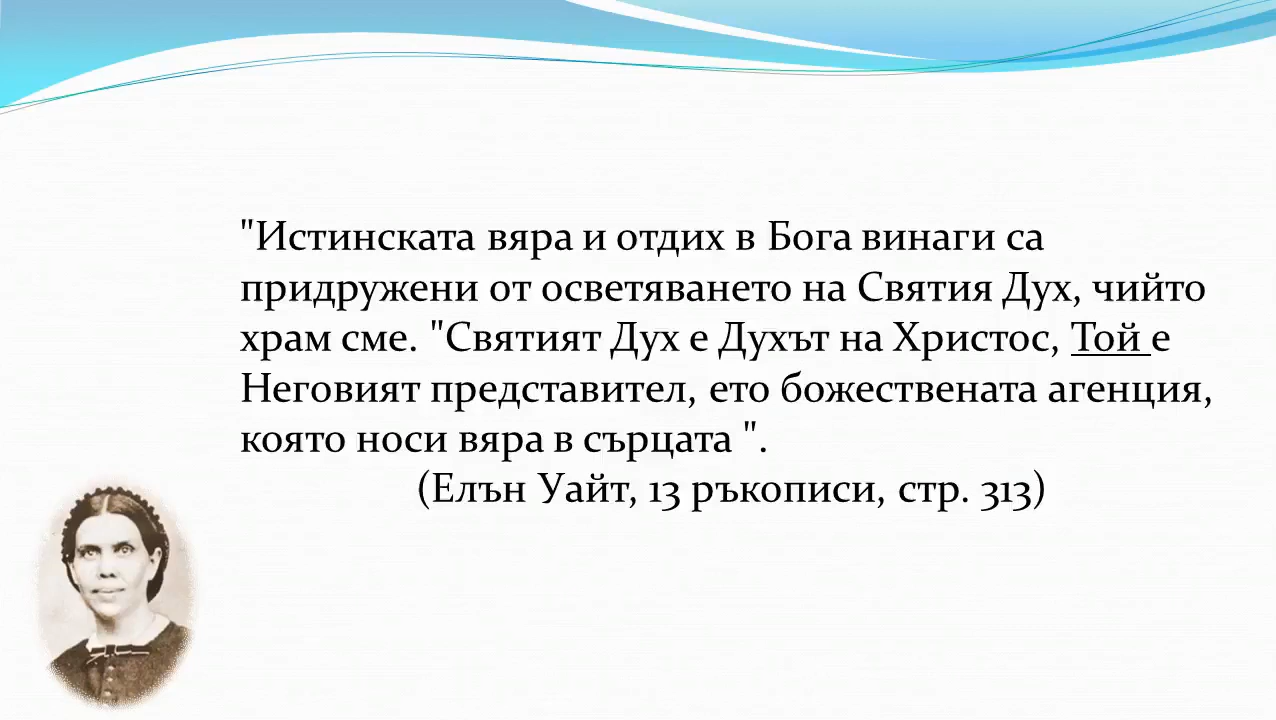 "Истинската вяра и отдих в Бога винаги са
придружени от осветяването на Святия Дух, чийто
храм сме. "Святият Дух е Духът на Христос, Той е
Неговият представител, ето божествената агенция,
която носи вяра в сърцата ".
(Елън Уайт, 13 ръкописи, стр. 313)